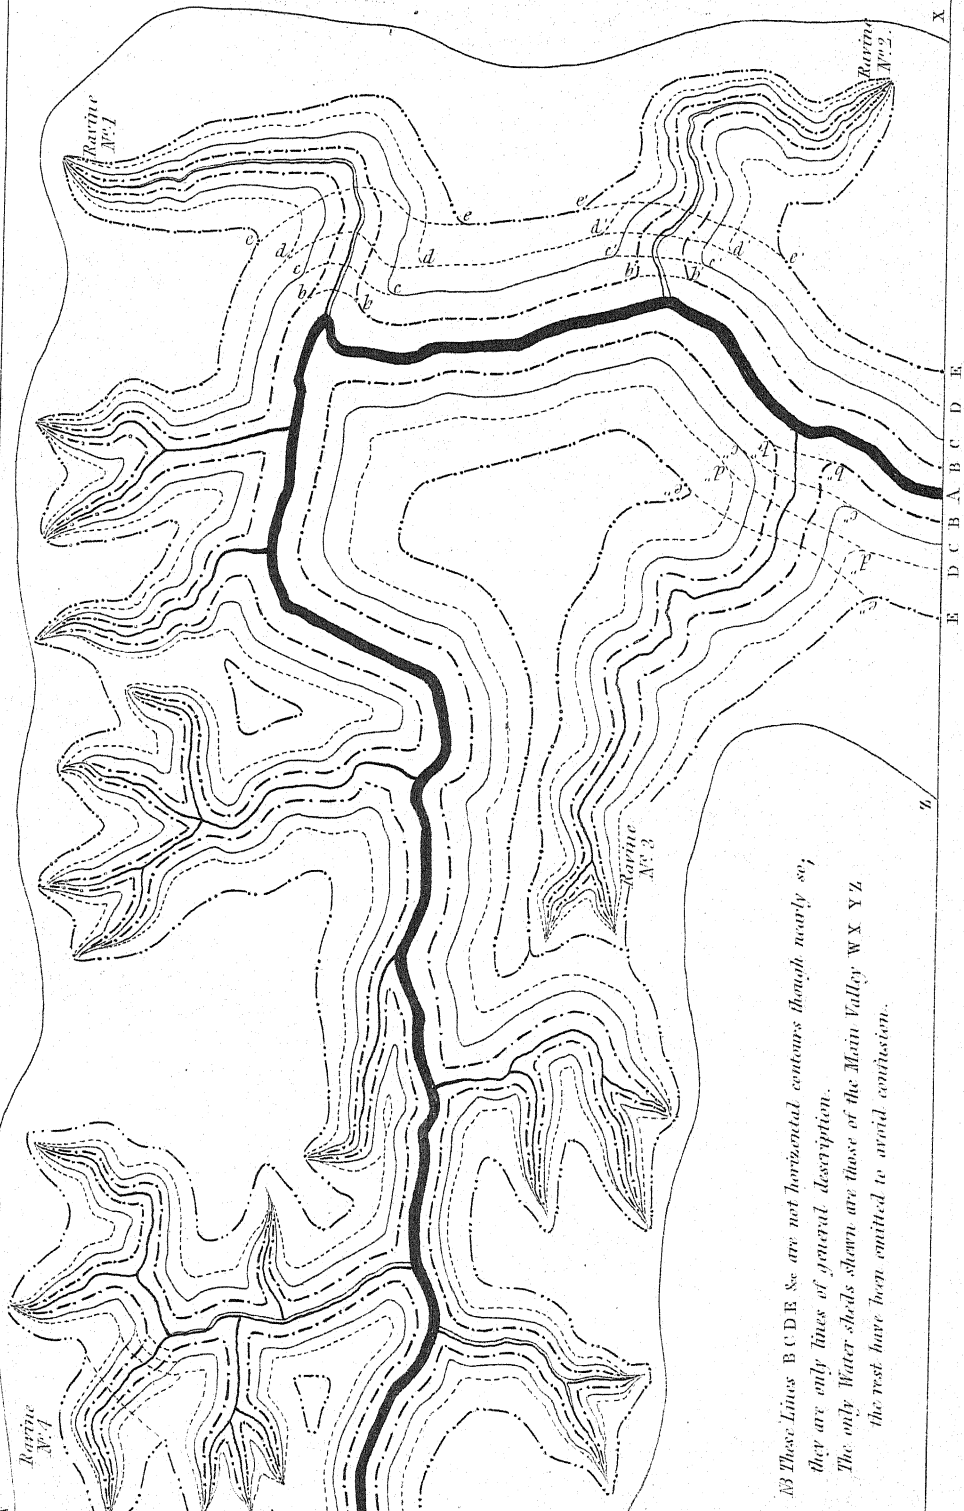 Ravine
No. 1
Ravine
No. 2.
X
e
d
c
b
b
c
d
e
e'
d'
c'
b'
b'
c'
d'
e'
b"
c"
d"
e"
b"
c"
d"
e"
E
D
C
B
A
B
C
D
E
Z
Ravine
No. 3
Ravine
No. 4
NB These Lines B C D E &c are not horizontal contours though nearly so,
they are only lines of general description.
The only Water sheds shewn are those of the Main Valley W X Y Z
the rest have been omitted to avoid confusion.